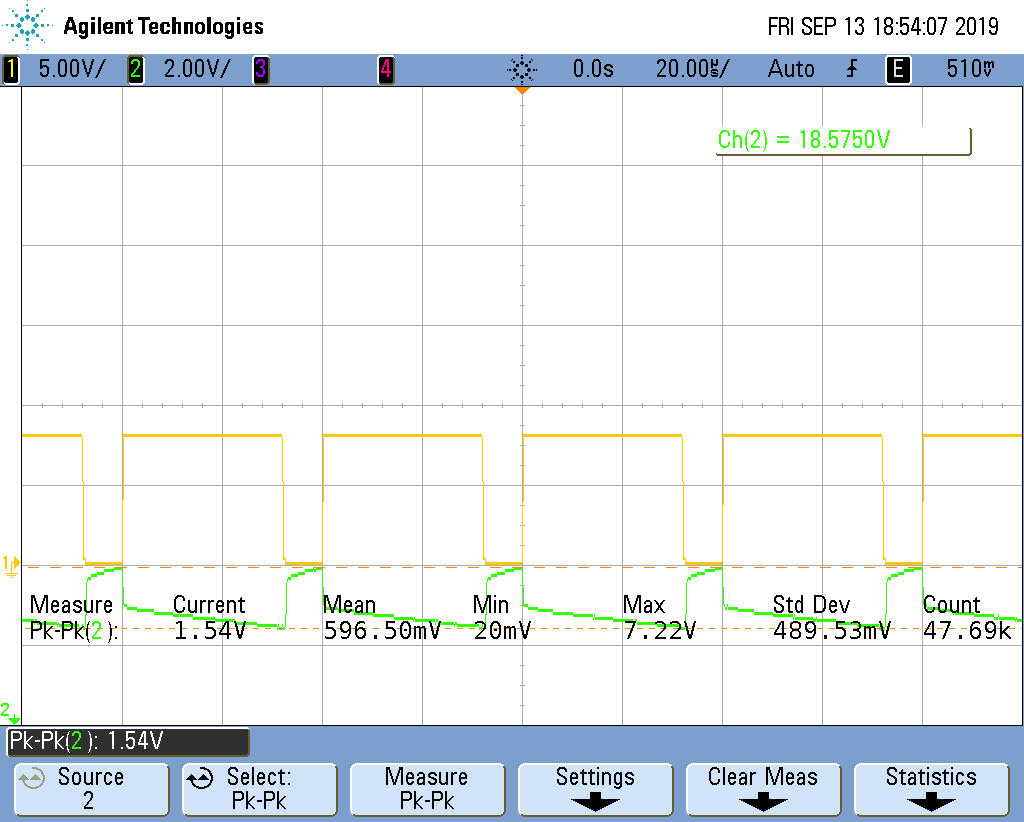 Agilent Technologies FRI SEP 13 18:54:07 2019
1 5.00V/ 2 2.00V/ 3 4 0.0s 20.00µs/ Auto E 510mV
Ch(2) = 18.5750V
1
Measure Current Mean Min Max Std Dev Count
Pk-Pk(2): 1.54V 596.50mV 20mV 7.22V 489.53mV 47.69k
2
Pk-Pk(2): 1.54V
Source Select: Measure Settings Clear Meas Statistics
2 Pk-Pk Pk-Pk